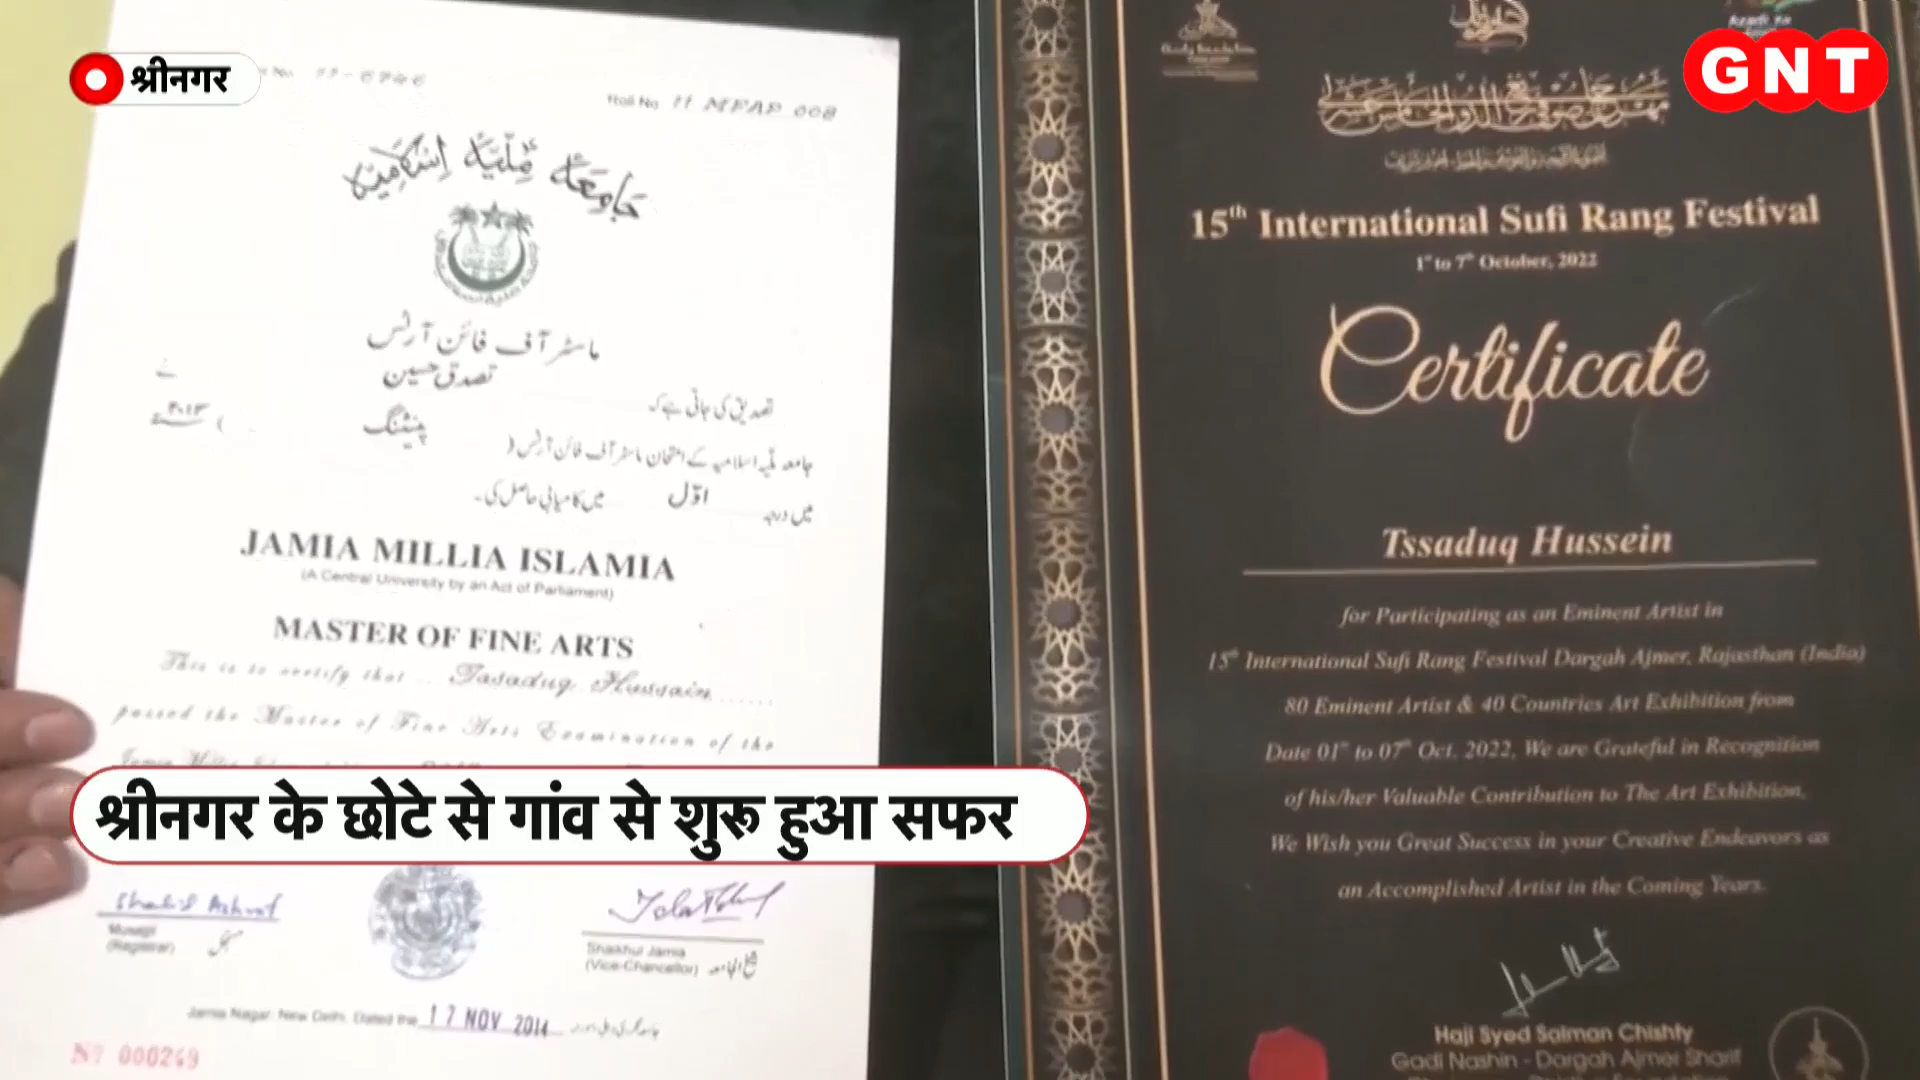 श्रीनगर
GNT
Roll No. 11 MFAP 008
جامعہ ملیہ اسلامیہ
ماسٹر آف فائن آرٹس
تصدق حسین
نے
تصدیق کی جاتی ہے کہ
پینٹنگ
۲۰۱۳
جامعہ ملیہ اسلامیہ کے امتحان ماسٹر آف فائن آرٹس (
میں درجہ اوّل میں کامیابی حاصل کی۔
JAMIA MILLIA ISLAMIA
(A Central University by an Act of Parliament)
MASTER OF FINE ARTS
This is to certify that Tasaduq Hussain
passed the Master of Fine Arts Examination of the
श्रीनगर के छोटे से गांव से शुरू हुआ सफर
Musajjil
(Registrar)
Shaikhul Jamia
(Vice-Chancellor)
Jamia Nagar, New Delhi, Dated the 17 NOV 2014
No 000249
15th International Sufi Rang Festival
1st to 7th October, 2022
Certificate
Tssaduq Hussein
for Participating as an Eminent Artist in
15th International Sufi Rang Festival Dargah Ajmer, Rajasthan (India)
80 Eminent Artist & 40 Countries Art Exhibition from
Date 01st to 07th Oct. 2022, We are Grateful in Recognition
of his/her Valuable Contribution to The Art Exhibition,
We Wish you Great Success in your Creative Endeavors as
an Accomplished Artist in the Coming Years.
Haji Syed Salman Chishty
Gadi Nashin - Dargah Ajmer Sharif